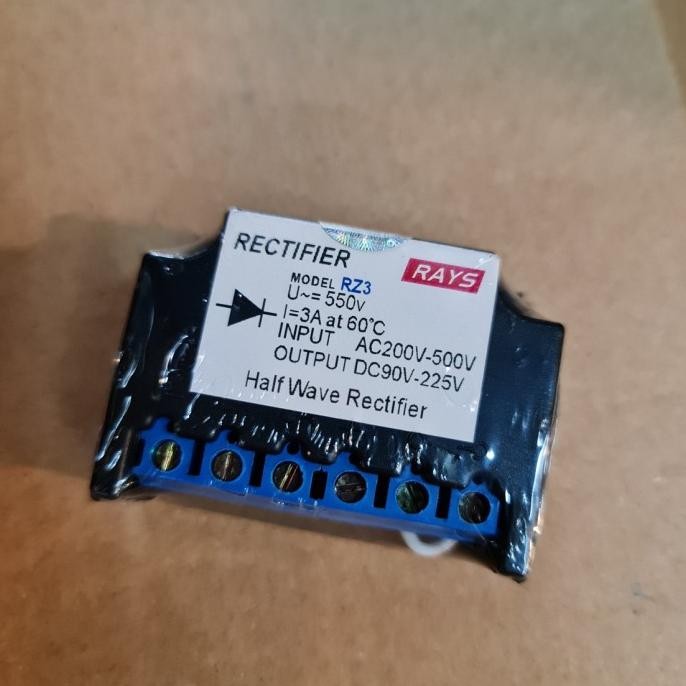 RECTIFIER
RAYS
MODEL RZ3
U~= 550v
I=3A at 60℃
INPUT AC200V-500V
OUTPUT DC90V-225V
Half Wave Rectifier